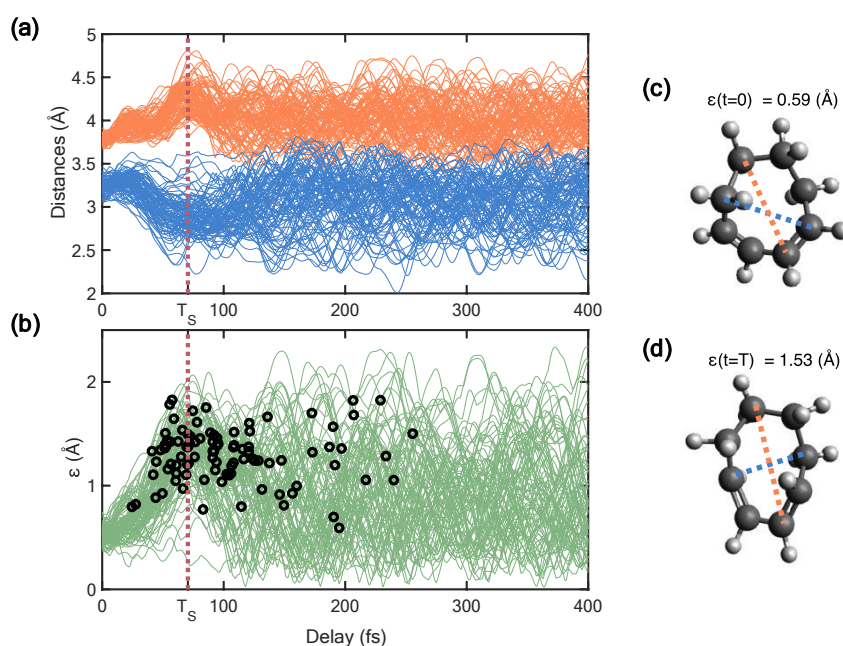 (a)
5
4.5
4
3.5
3
2.5
2
Distances (Å)
0
T_S
100
200
300
400
(b)
2
1
0
ε (Å)
0
T_S
100
200
300
400
Delay (fs)
(c)
ε(t=0) = 0.59 (Å)
(d)
ε(t=T) = 1.53 (Å)